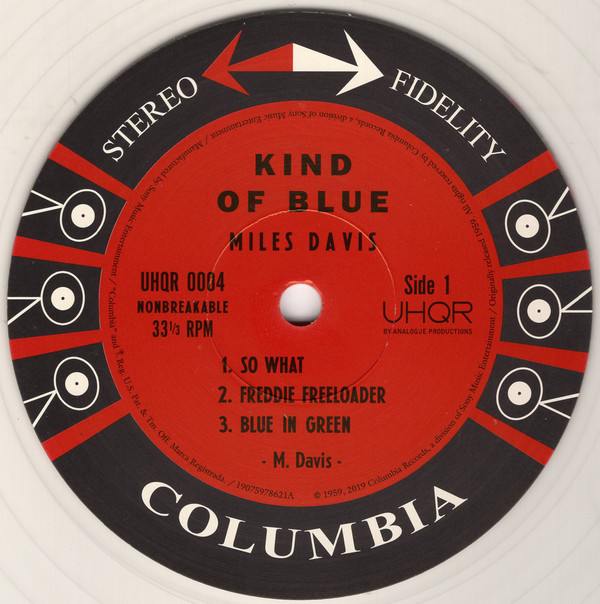 STEREO FIDELITY
KIND
OF BLUE
MILES DAVIS
UHQR 0004
NONBREAKABLE
33 1/3 RPM
Side 1
UHQR
BY ANALOGUE PRODUCTIONS
1. SO WHAT
2. FREDDIE FREELOADER
3. BLUE IN GREEN
- M. Davis -
"Columbia" and ® Reg. U.S. Pat. & Tm. Off. Marca Registrada. / 19075978621A
℗ 1959, 2019 Columbia Records, a division of Sony Music Entertainment / Originally released 1959. All rights reserved by Columbia Records, a division of Sony Music Entertainment / Manufactured by Sony Music Entertainment /
COLUMBIA